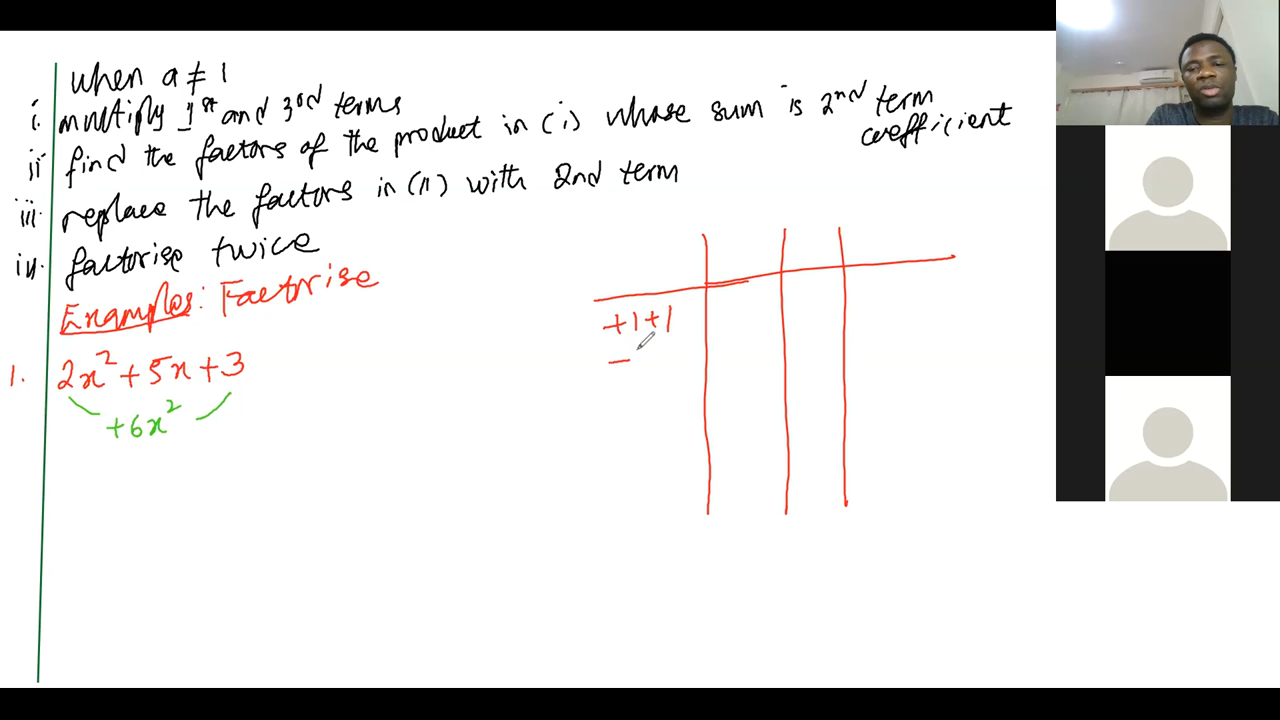 when a ≠ 1
i. multiply 1st and 3rd terms
ii find the factors of the product in (i) whose sum is 2nd term coefficient
iii. replace the factors in (ii) with 2nd term
iv. factorise twice
Examples: Factorise
1. 2x² + 5x + 3
+6x²
+1+1
−